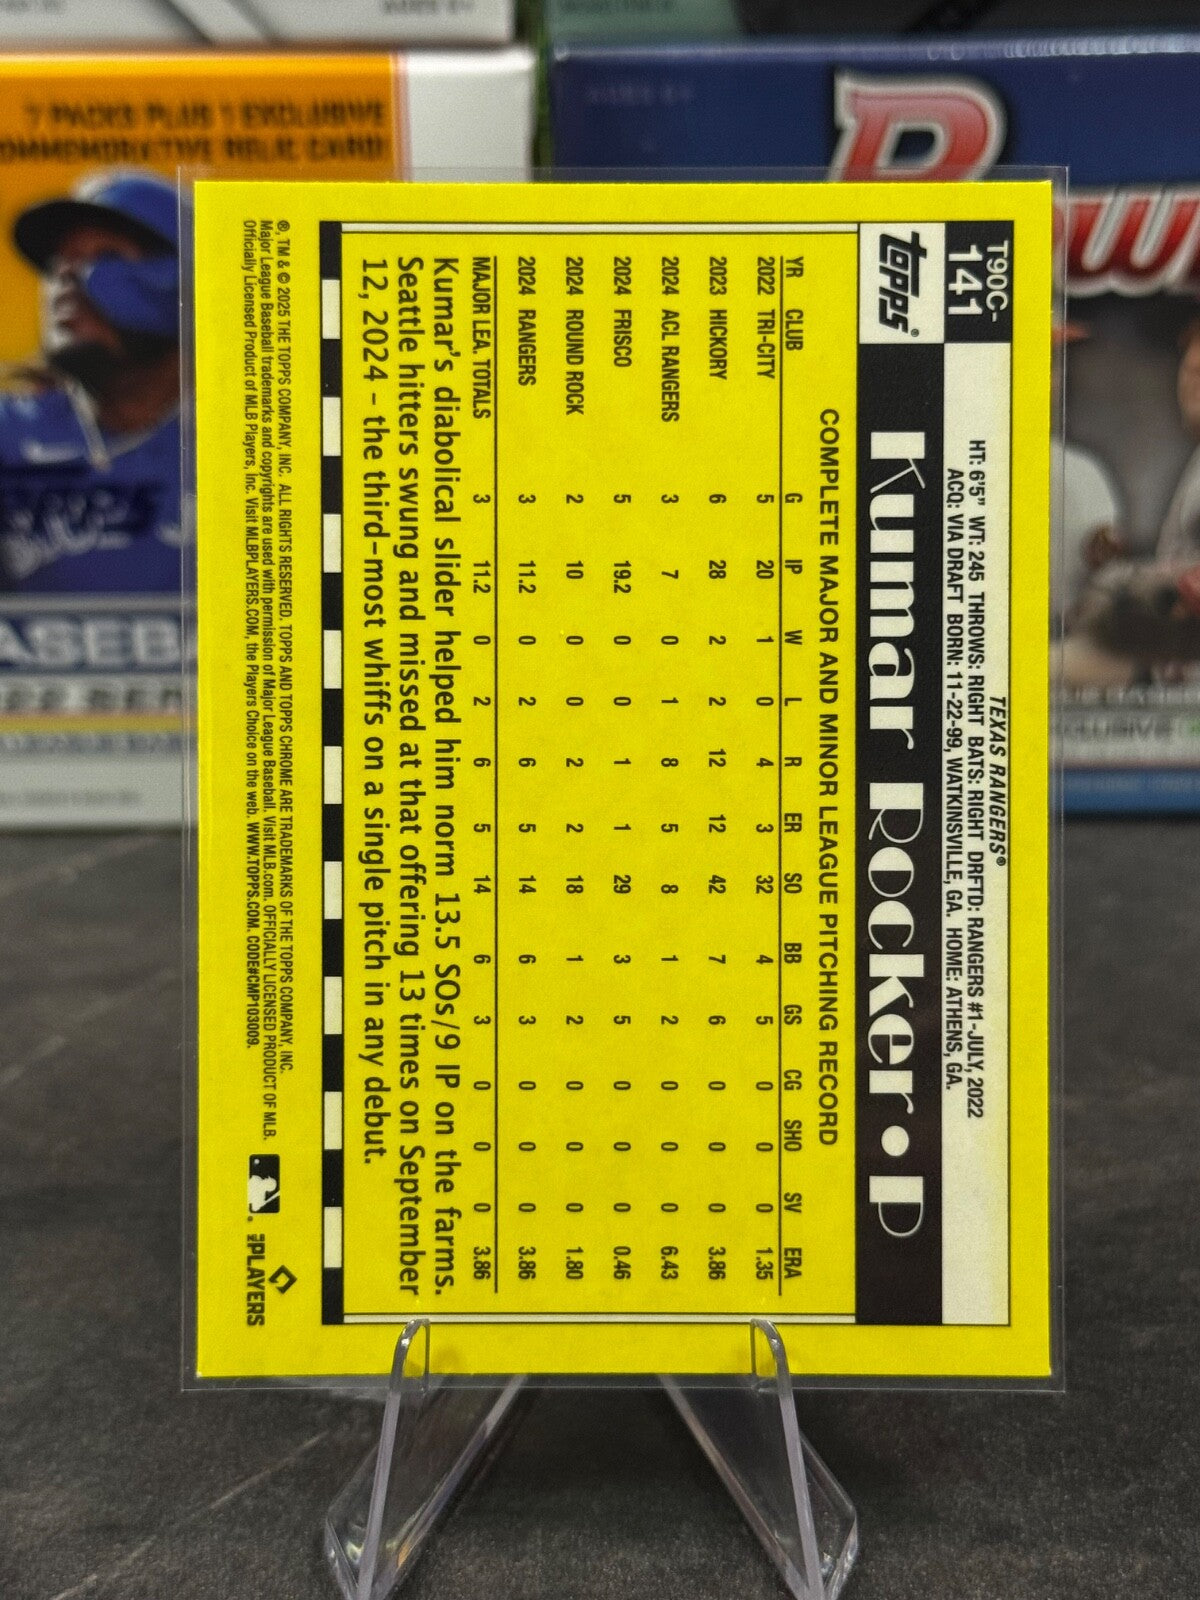 7 PACKS PLUS 1 EXCLUSIVE
COMMEMORATIVE RELIC CARD!
T90C-
141
TEXAS RANGERS®
HT: 6'5" WT: 245 THROWS: RIGHT BATS: RIGHT DRFTD: RANGERS #1-JULY, 2022
ACQ: VIA DRAFT BORN: 11-22-99, WATKINSVILLE, GA. HOME: ATHENS, GA.
topps®
Kumar Rocker • P
COMPLETE MAJOR AND MINOR LEAGUE PITCHING RECORD
YR CLUB G IP W L R ER SO BB GS CG SHO SV ERA
2022 TRI-CITY 5 20 1 0 4 3 32 4 5 0 0 0 1.35
2023 HICKORY 6 28 2 2 12 12 42 7 6 0 0 0 3.86
2024 ACL RANGERS 3 7 0 1 8 5 8 1 2 0 0 0 6.43
2024 FRISCO 5 19.2 0 0 1 1 29 3 5 0 0 0 0.46
2024 ROUND ROCK 2 10 0 0 2 2 18 1 2 0 0 0 1.80
2024 RANGERS 3 11.2 0 2 6 5 14 6 3 0 0 0 3.86
MAJOR LEA. TOTALS 3 11.2 0 2 6 5 14 6 3 0 0 0 3.86
Kumar's diabolical slider helped him norm 13.5 SOs/9 IP on the farms.
Seattle hitters swung and missed at that offering 13 times on September
12, 2024 – the third-most whiffs on a single pitch in any debut.
®, TM & © 2025 THE TOPPS COMPANY, INC. ALL RIGHTS RESERVED. TOPPS AND TOPPS CHROME ARE TRADEMARKS OF THE TOPPS COMPANY, INC.
Major League Baseball trademarks and copyrights are used with permission of Major League Baseball. Visit MLB.com. OFFICIALLY LICENSED PRODUCT OF MLB.
Officially Licensed Product of MLB Players, Inc. Visit MLBPLAYERS.COM, the Players Choice on the web. WWW.TOPPS.COM. CODE#CMP103009.
PLAYERS